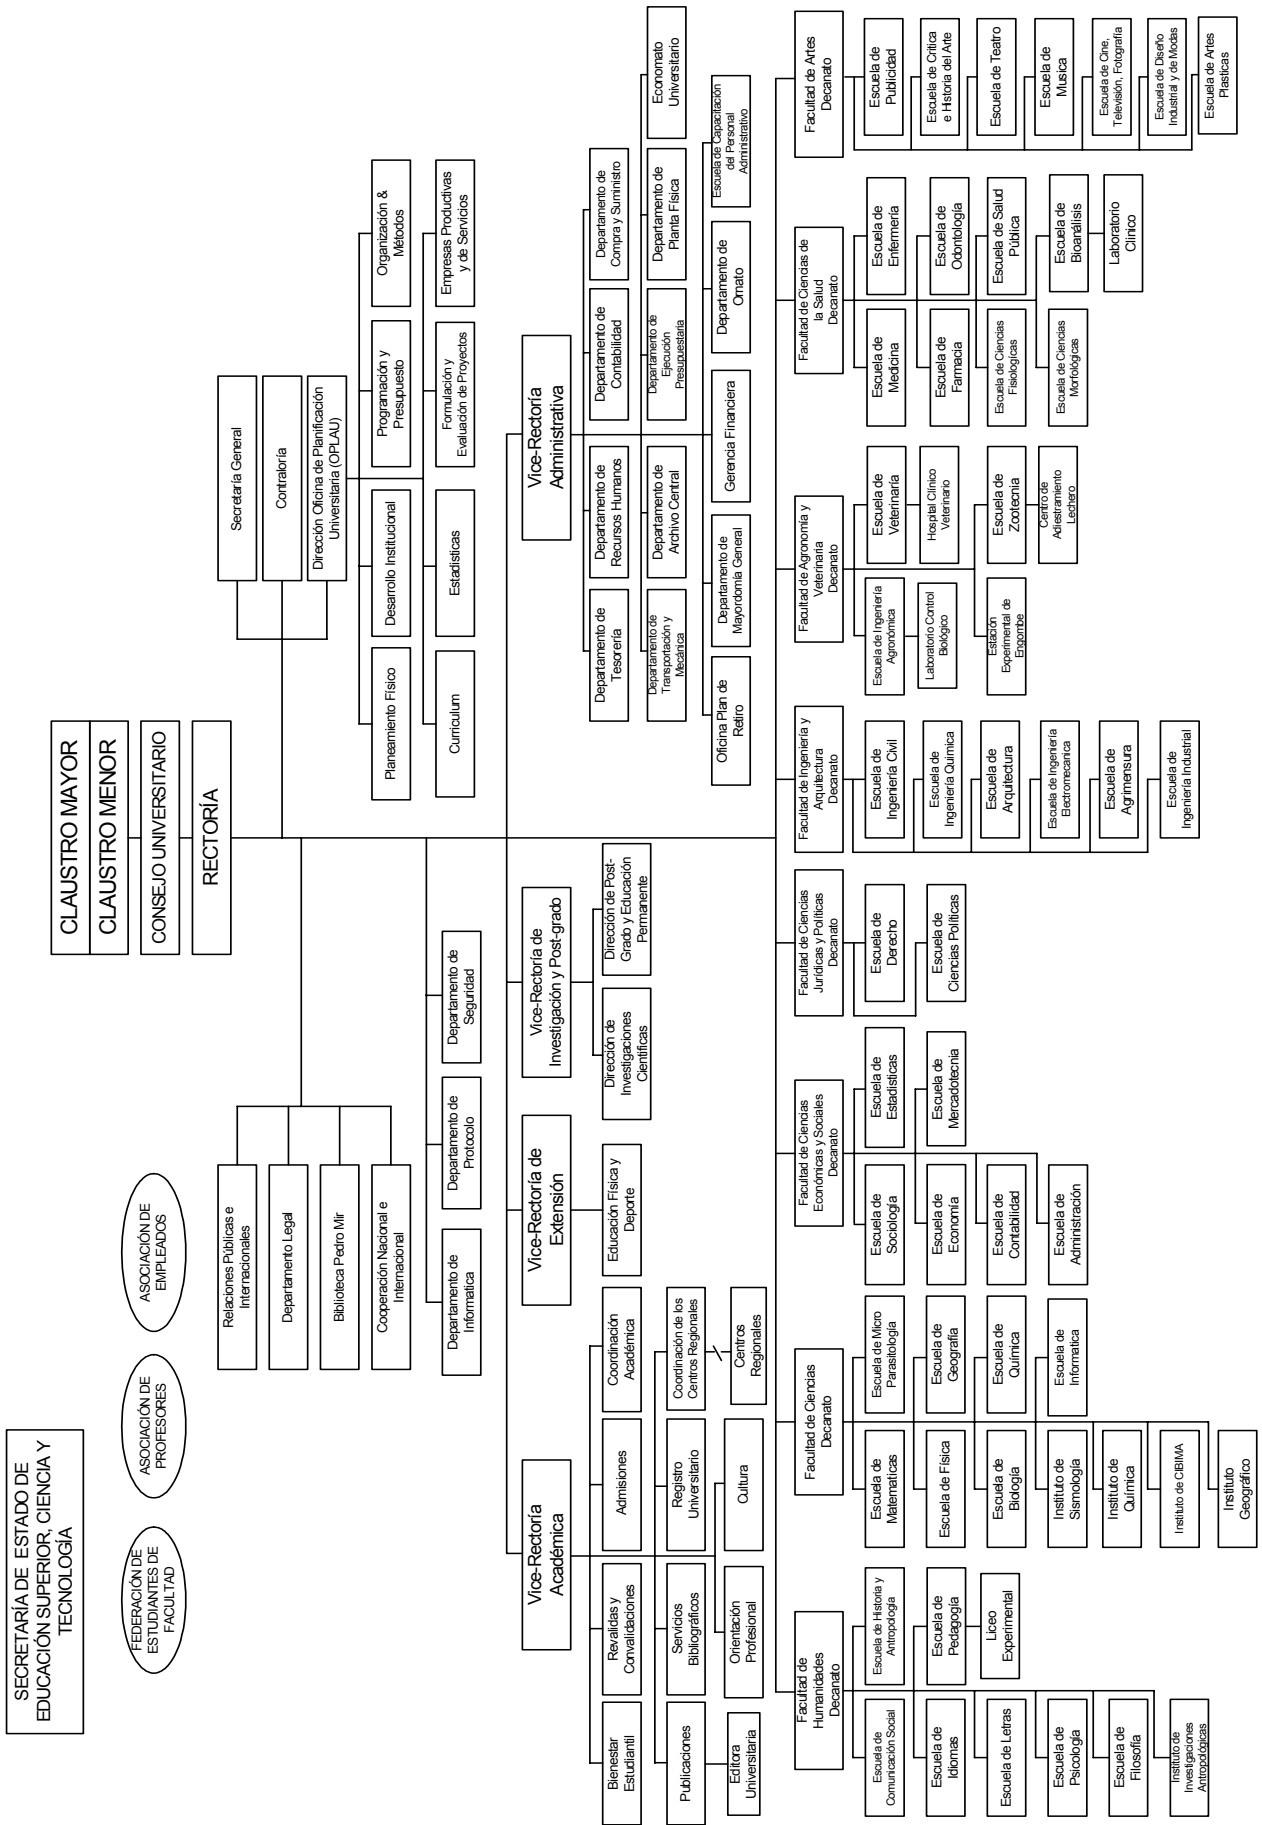 SECRETARÍA DE ESTADO DE
EDUCACIÓN SUPERIOR, CIENCIA Y
TECNOLOGÍA
FEDERACIÓN DE
ESTUDIANTES DE
FACULTAD
ASOCIACIÓN DE
PROFESORES
ASOCIACIÓN DE
EMPLEADOS
CLAUSTRO MAYOR
CLAUSTRO MENOR
CONSEJO UNIVERSITARIO
RECTORÍA
Relaciones Públicas e
Internacionales
Departamento Legal
Biblioteca Pedro Mir
Cooperación Nacional e
Internacional
Secretaría General
Contraloría
Dirección Oficina de Planificación
Universitaria (OPLAU)
Planeamiento Físico
Desarrollo Institucional
Programación y
Presupuesto
Organización &
Métodos
Curriculum
Estadísticas
Formulación y
Evaluación de Proyectos
Empresas Productivas
y de Servicios
Departamento de
Informatica
Departamento de
Protocolo
Departamento de
Seguridad
Vice-Rectoría
Académica
Vice-Rectoría de
Extensión
Vice-Rectoría de
Investigación y Post-grado
Vice-Rectoría
Administrativa
Bienestar
Estudiantil
Revalidas y
Convalidaciones
Admisiones
Coordinación
Académica
Publicaciones
Servicios
Bibliográficos
Registro
Universitario
Coordinación de los
Centros Regionales
Editora
Universitaria
Orientación
Profesional
Cultura
Centros
Regionales
Educación Física y
Deporte
Dirección de
Investigaciones
Científicas
Dirección de Post-
Grado y Educación
Permanente
Departamento de
Tesorería
Departamento de
Recursos Humanos
Departamento de
Contabilidad
Departamento de
Compra y Suministro
Departamento de
Transportación y
Mecánica
Departamento de
Archivo Central
Departamento de
Ejecución
Presupuestaria
Departamento de
Planta Física
Economato
Universitario
Oficina Plan de
Retiro
Departamento de
Mayordomía General
Gerencia Financiera
Departamento de
Ornato
Escuela de Capacitación
del Personal
Administrativo
Facultad de
Humanidades
Decanato
Escuela de
Comunicación Social
Escuela de Historia y
Antropología
Escuela de
Idiomas
Escuela de
Pedagogía
Escuela de Letras
Liceo
Experimental
Escuela de
Psicología
Escuela de
Filosofía
Instituto de
Investigaciones
Antropológicas
Facultad de Ciencias
Decanato
Escuela de
Matematicas
Escuela de Micro
Parasitología
Escuela de Física
Escuela de
Geografía
Escuela de
Biología
Escuela de
Química
Instituto de
Sismología
Escuela de
Informatica
Instituto de
Química
Instituto de CIBIMA
Instituto
Geográfico
Facultad de Ciencias
Económicas y Sociales
Decanato
Escuela de
Sociología
Escuela de
Estadísticas
Escuela de
Economía
Escuela de
Mercadotecnia
Escuela de
Contabilidad
Escuela de
Administración
Facultad de Ciencias
Jurídicas y Políticas
Decanato
Escuela de
Derecho
Escuela de
Ciencias Políticas
Facultad de Ingeniería y
Arquitectura
Decanato
Escuela de
Ingeniería Civil
Escuela de
Ingeniería Química
Escuela de
Arquitectura
Escuela de Ingeniería
Electromecanica
Escuela de
Agrimensura
Escuela de
Ingeniería Industrial
Facultad de Agronomía y
Veterinaria
Decanato
Escuela de Ingeniería
Agronómica
Escuela de
Veterinaría
Laboratorio Control
Biológico
Hospital Clínico
Veterinario
Estación
Experimental de
Engombe
Escuela de
Zootecnia
Centro de
Adiestramiento
Lechero
Facultad de Ciencias de
la Salud
Decanato
Escuela de
Medicina
Escuela de
Enfermería
Escuela de
Farmacia
Escuela de
Odontología
Escuela de Ciencias
Fisiologícas
Escuela de Salud
Pública
Escuela de Ciencias
Morfológicas
Escuela de
Bioanálisis
Laboratorio
Clínico
Facultad de Artes
Decanato
Escuela de
Publicidad
Escuela de Critica
e Historia del Arte
Escuela de Teatro
Escuela de
Musica
Escuela de Cine,
Televisión, Fotografía
Escuela de Diseño
Industrial y de Modas
Escuela de Artes
Plasticas